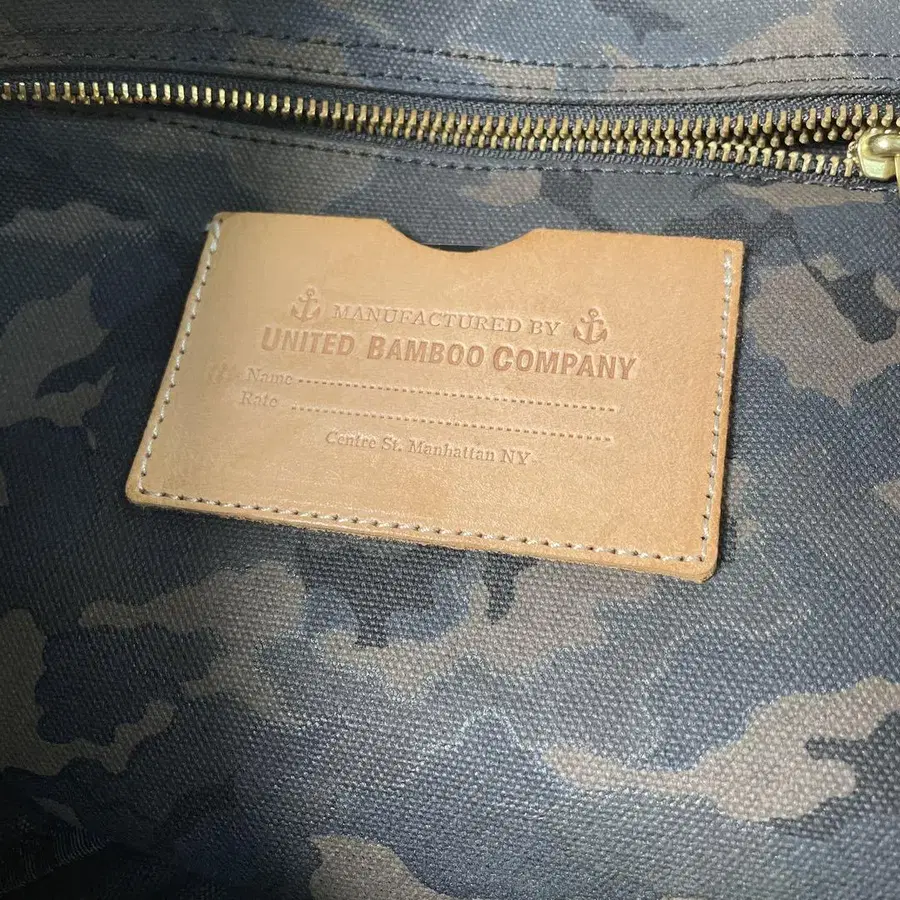 MANUFACTURED BY
UNITED BAMBOO COMPANY
Name
Rate
Centre St. Manhattan NY